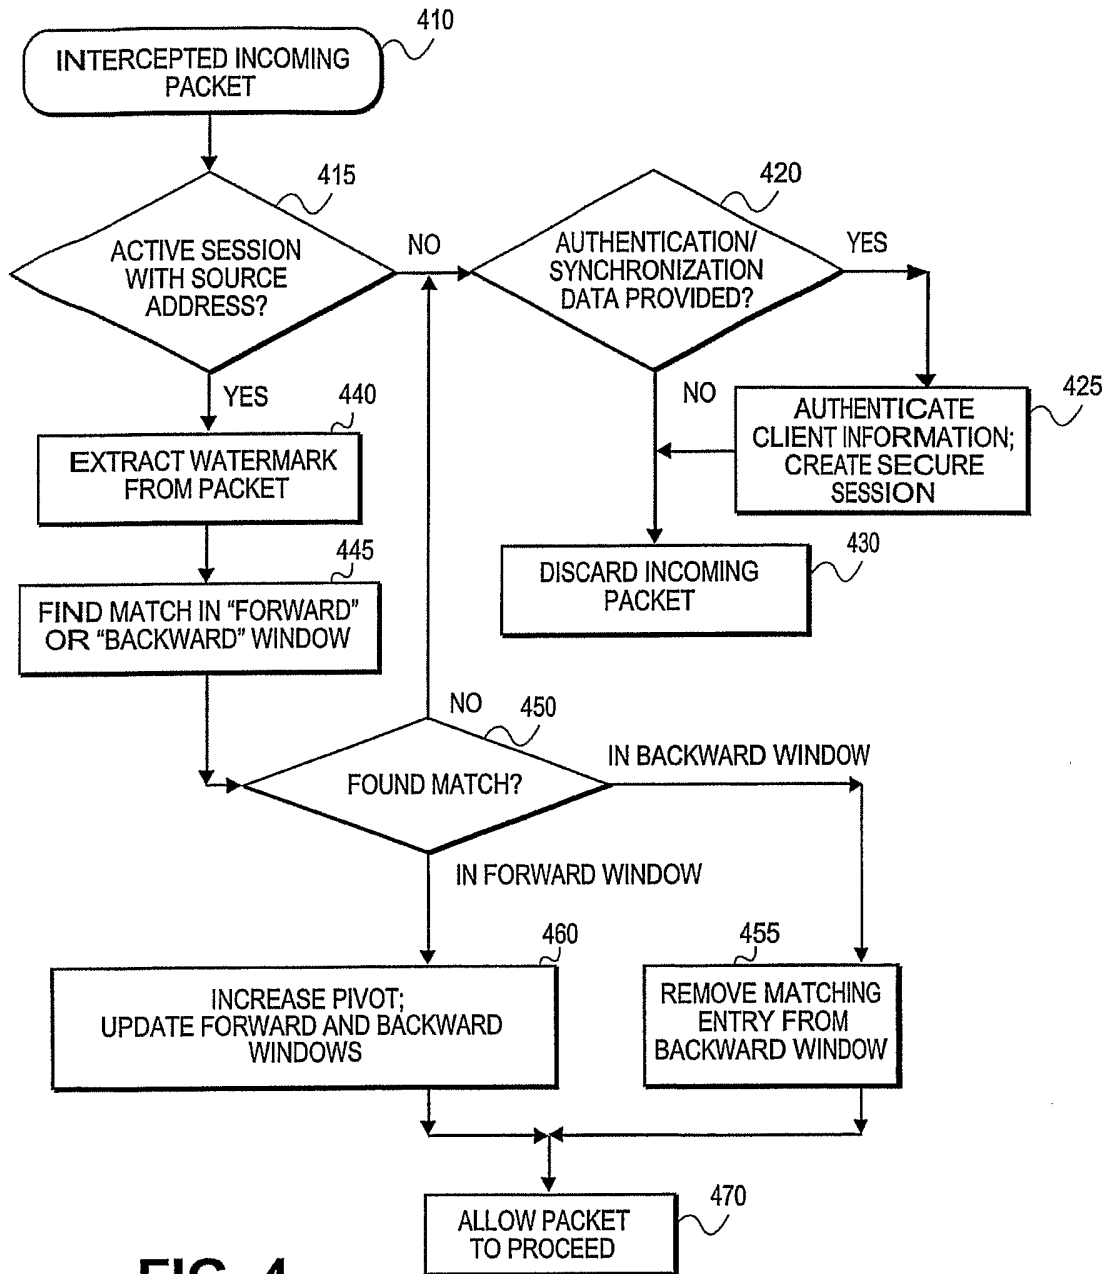 410
INTERCEPTED INCOMING
PACKET
415
ACTIVE SESSION
WITH SOURCE
ADDRESS?
NO
420
AUTHENTICATION/
SYNCHRONIZATION
DATA PROVIDED?
YES
YES
NO
425
AUTHENTICATE
CLIENT INFORMATION;
CREATE SECURE
SESSION
440
EXTRACT WATERMARK
FROM PACKET
430
DISCARD INCOMING
PACKET
445
FIND MATCH IN “FORWARD”
OR “BACKWARD” WINDOW
NO
450
FOUND MATCH?
IN BACKWARD WINDOW
IN FORWARD WINDOW
460
INCREASE PIVOT;
UPDATE FORWARD AND BACKWARD
WINDOWS
455
REMOVE MATCHING
ENTRY FROM
BACKWARD WINDOW
470
ALLOW PACKET
TO PROCEED
FIG. 4